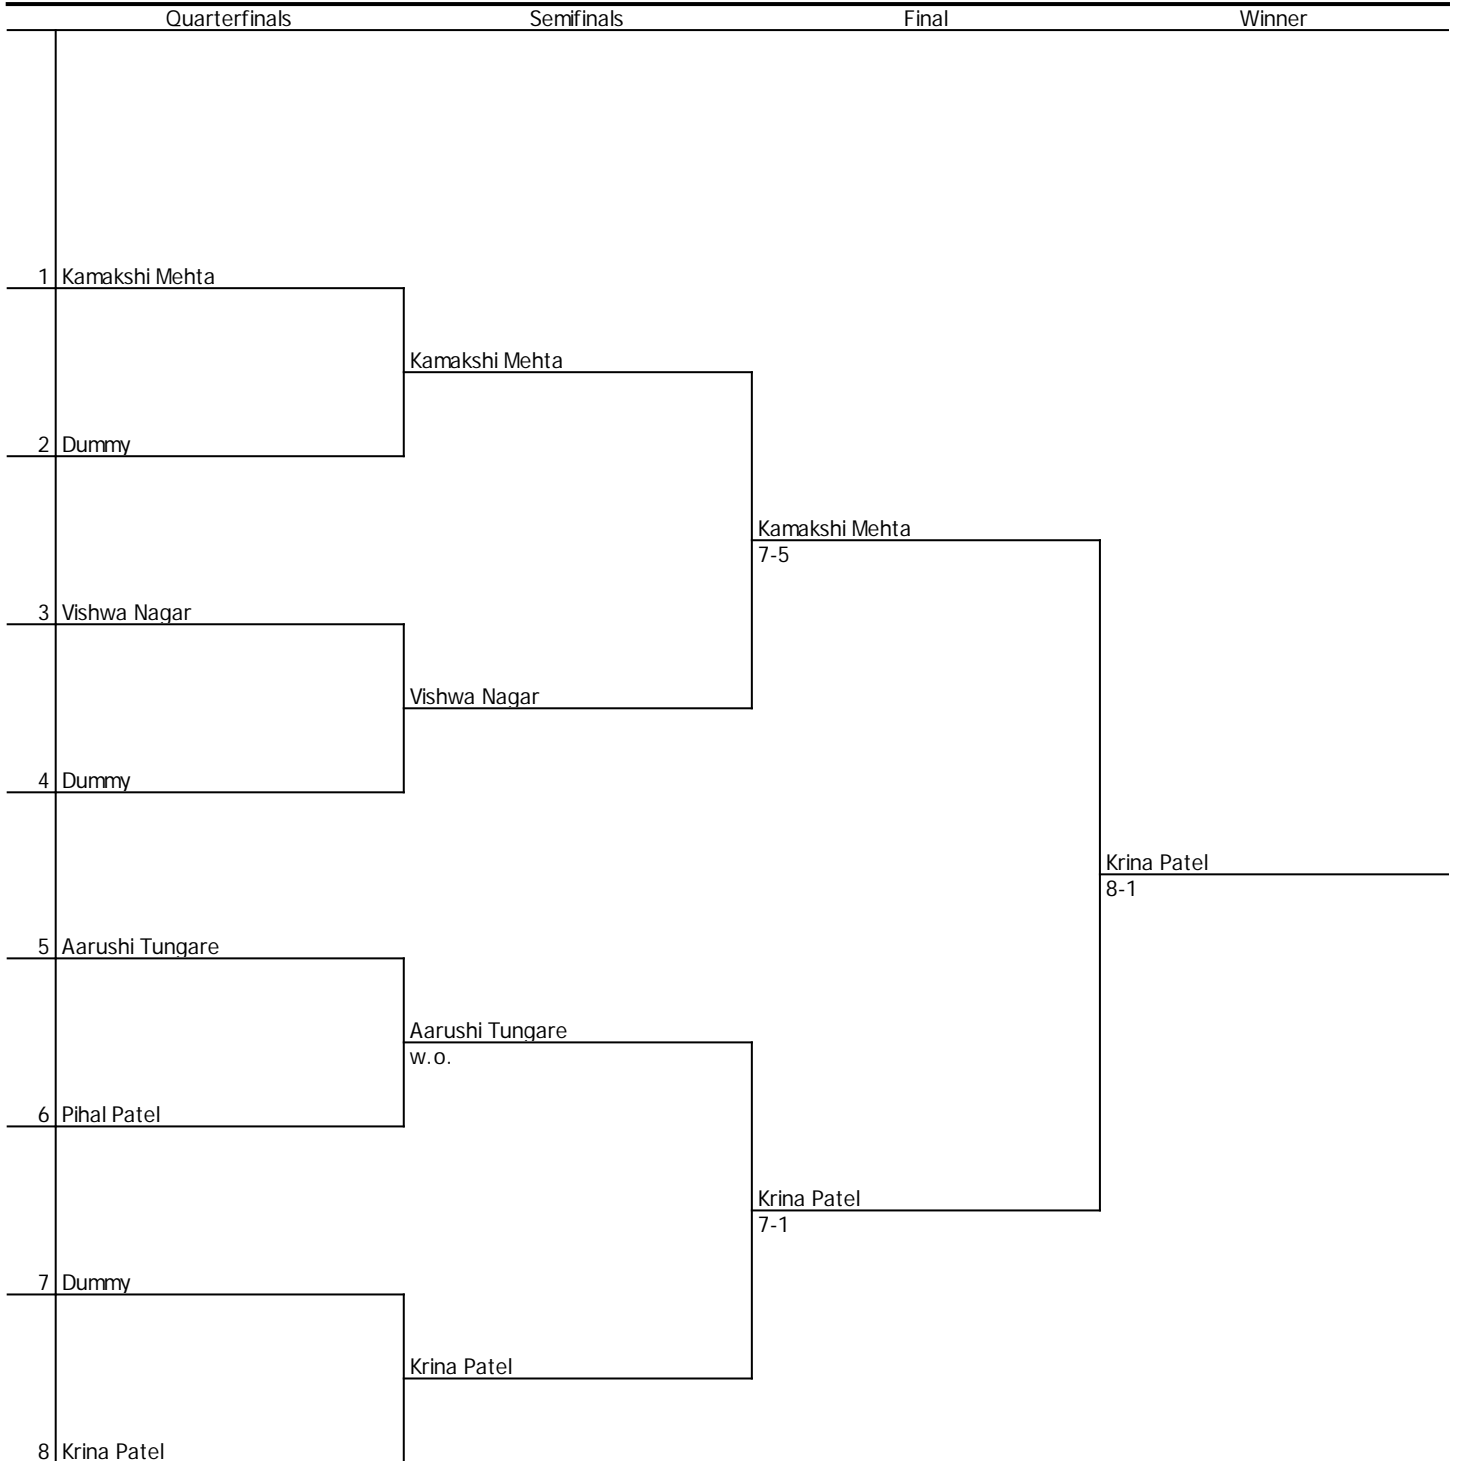 Quarterfinals Semifinals Final Winner
1 Kamakshi Mehta
Kamakshi Mehta
2 Dummy
Kamakshi Mehta
7-5
3 Vishwa Nagar
Vishwa Nagar
4 Dummy
Krina Patel
8-1
5 Aarushi Tungare
Aarushi Tungare
w.o.
6 Pihal Patel
Krina Patel
7-1
7 Dummy
Krina Patel
8 Krina Patel